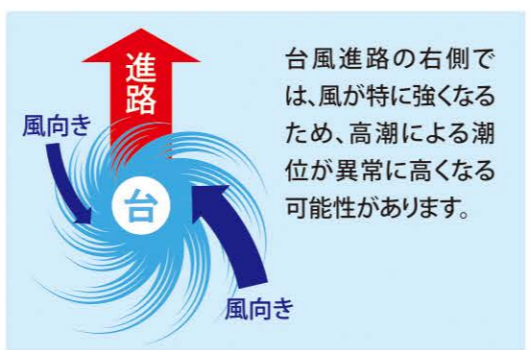 進路
風向き
台
風向き
台風進路の右側で
は、風が特に強くなる
ため、高潮による潮
位が異常に高くなる
可能性があります。